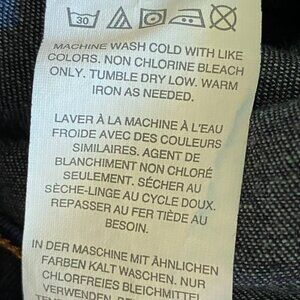 30
MACHINE WASH COLD WITH LIKE
COLORS. NON CHLORINE BLEACH
ONLY. TUMBLE DRY LOW. WARM
IRON AS NEEDED.
LAVER À LA MACHINE À L'EAU
FROIDE AVEC DES COULEURS
SIMILAIRES. AGENT DE
BLANCHIMENT NON CHLORÉ
SEULEMENT. SÉCHER AU
SÈCHE-LINGE AU CYCLE DOUX.
REPASSER AU FER TIÈDE AU
BESOIN.
IN DER MASCHINE MIT ÄHNLICHEN
FARBEN KALT WASCHEN. NUR
CHLORFREIES BLEICHMITTEL
VERWENDEN.